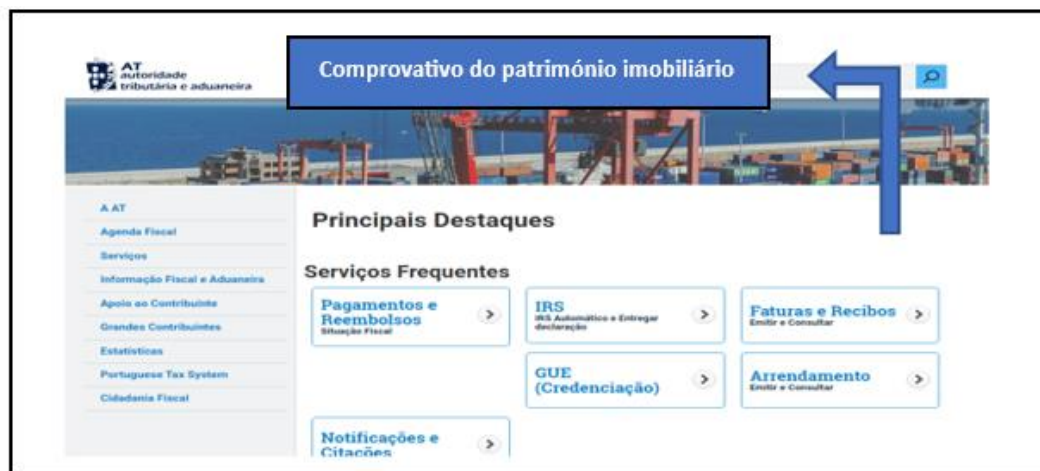 AT
autoridade
tributária e aduaneira
Comprovativo do património imobiliário
A AT
Agenda Fiscal
Serviços
Informação Fiscal e Aduaneira
Apoio ao Contribuinte
Grandes Contribuintes
Estatísticas
Portuguese Tax System
Cidadania Fiscal
Principais Destaques
Serviços Frequentes
Pagamentos e
Reembolsos
Situação Fiscal
IRS
IRS Automático e Entregar
declaração
Faturas e Recibos
Emitir e Consultar
GUE
(Credenciação)
Arrendamento
Emitir e Consultar
Notificações e
Citações